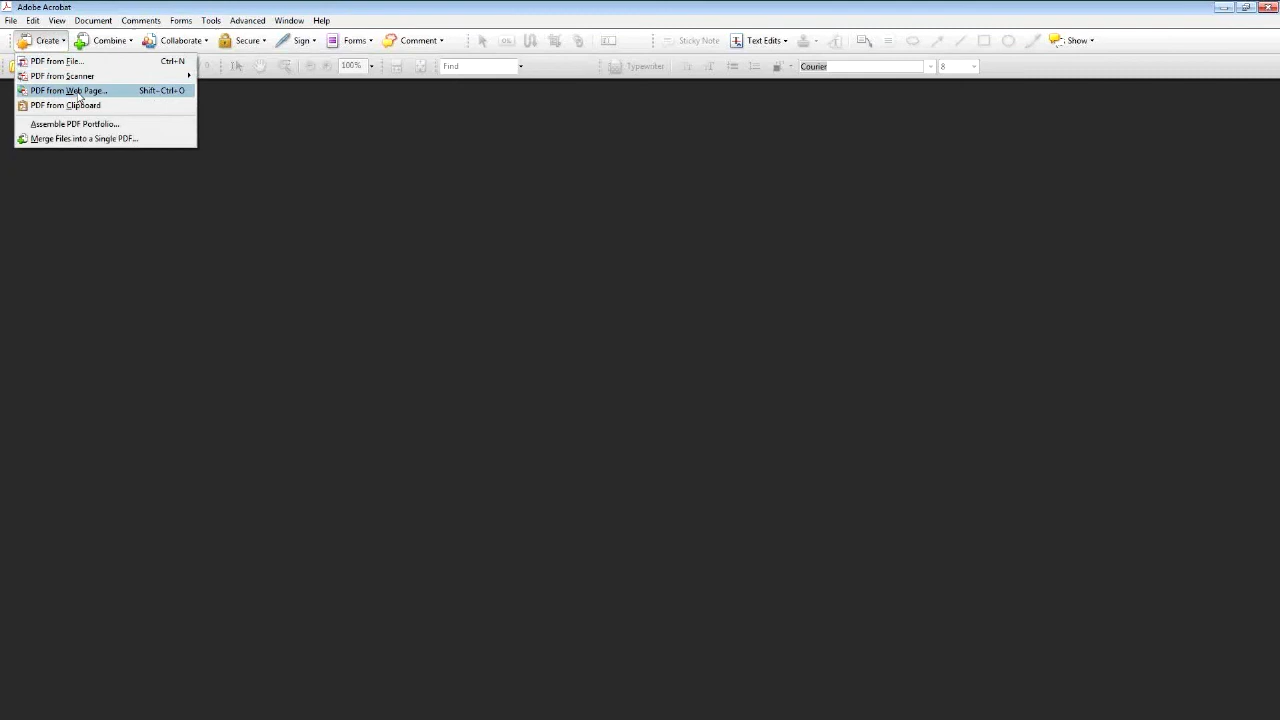 Adobe Acrobat
File Edit View Document Comments Forms Tools Advanced Window Help
Create Combine Collaborate Secure Sign Forms Comment Sticky Note Text Edits Show
100% Find Typewriter Courier 8
PDF from File... Ctrl+N
PDF from Scanner
PDF from Web Page... Shift+Ctrl+O
PDF from Clipboard
Assemble PDF Portfolio...
Merge Files into a Single PDF...